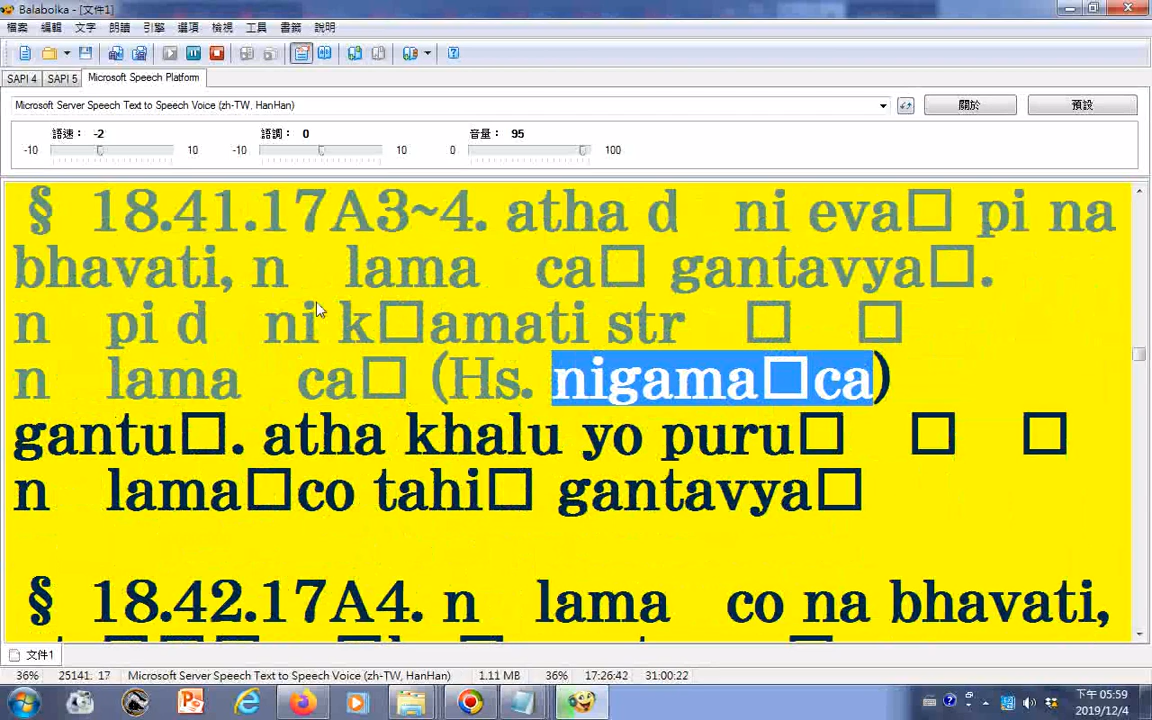 Balabolka - [文件1]
檔案 編輯 文字 朗讀 引擎 選項 檢視 工具 書籤 說明
SAPI 4 SAPI 5 Microsoft Speech Platform
Microsoft Server Speech Text to Speech Voice (zh-TW, HanHan) 關於 預設
語速： -2 語調： 0 音量： 95
-10 10 -10 10 0 100
§ 18.41.17A3~4. atha d ni eva□ pi na
bhavati, n lama ca□ gantavya□.
n pi d ni k□amati str □ □
n lama ca□ (Hs. nigama□ca)
gantu□. atha khalu yo puru□ □ □
n lama□co tahi□ gantavya□
§ 18.42.17A4. n lama co na bhavati,
文件1
36% 25141: 17 Microsoft Server Speech Text to Speech Voice (zh-TW, HanHan) 1.11 MB 36% 17:26:42 31:00:22
下午 05:59
2019/12/4